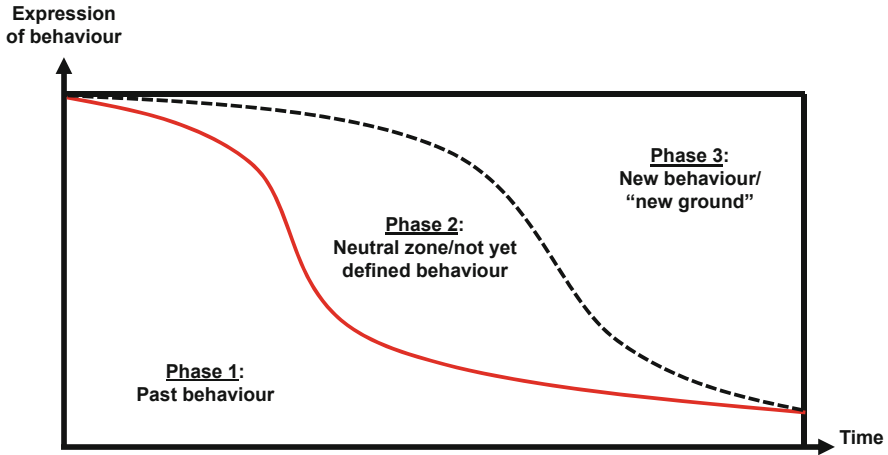 Expression
of behaviour
Phase 3:
New behaviour/
“new ground”
Phase 2:
Neutral zone/not yet
defined behaviour
Phase 1:
Past behaviour
Time